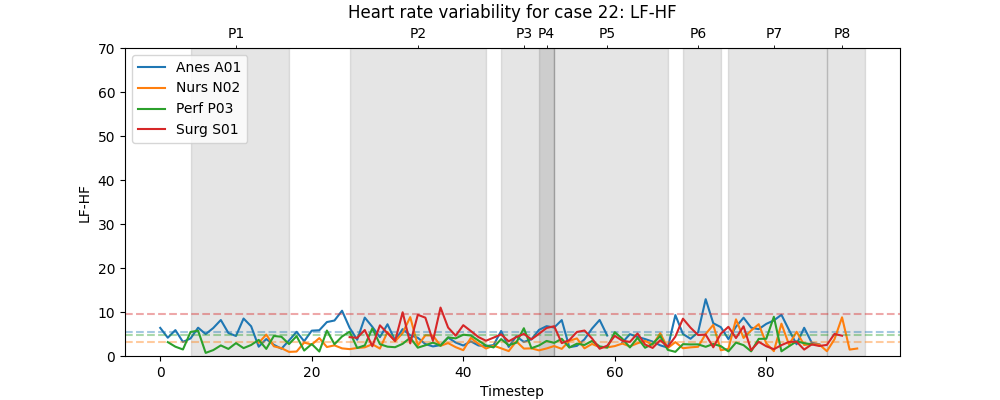 Heart rate variability for case 22: LF-HF
P1 P2 P3 P4 P5 P6 P7 P8
70
60
50
40
30
20
10
0
LF-HF
Anes A01
Nurs N02
Perf P03
Surg S01
0 20 40 60 80
Timestep